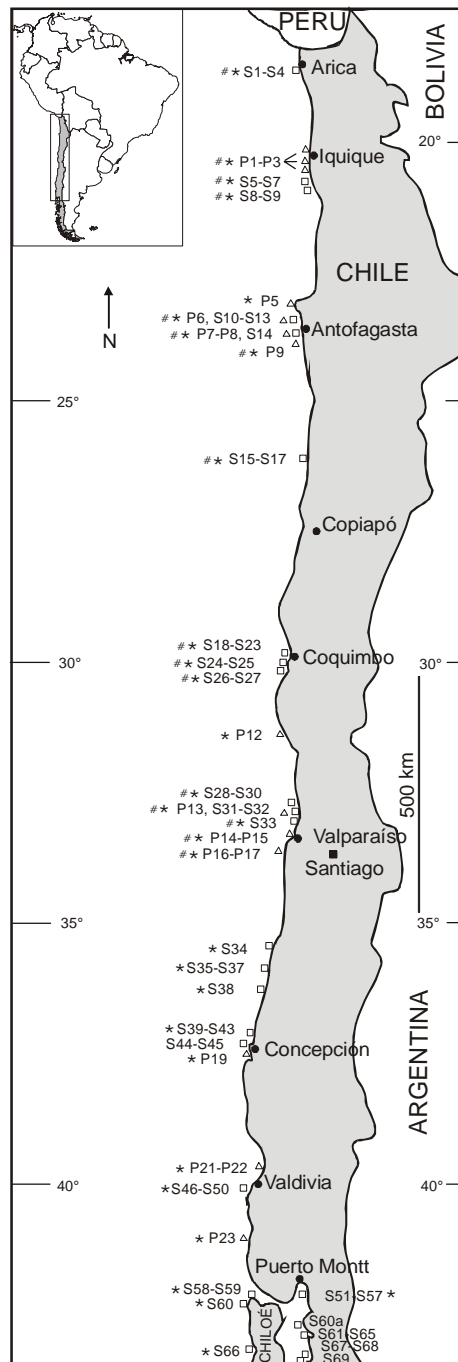 PERU
BOLIVIA
Arica
#* S1-S4
20°
Iquique
#* P1-P3
#* S5-S7
#* S8-S9
CHILE
* P5
#* P6, S10-S13
Antofagasta
#* P7-P8, S14
#* P9
N
25°
#* S15-S17
Copiapó
#* S18-S23
Coquimbo
#* S24-S25
30°
30°
#* S26-S27
* P12
500 km
#* S28-S30
#* P13, S31-S32
#* S33
#* P14-P15
Valparaíso
#* P16-P17
Santiago
35°
35°
* S34
*S35-S37
*S38
ARGENTINA
*S39-S43
S44-S45
Concepción
* P19
* P21-P22
40°
Valdivia
40°
*S46-S50
* P23
Puerto Montt
*S58-S59
S51-S57 *
*S60
CHILOÉ
S60a
S61-S65
S67-S68
*S66
S69